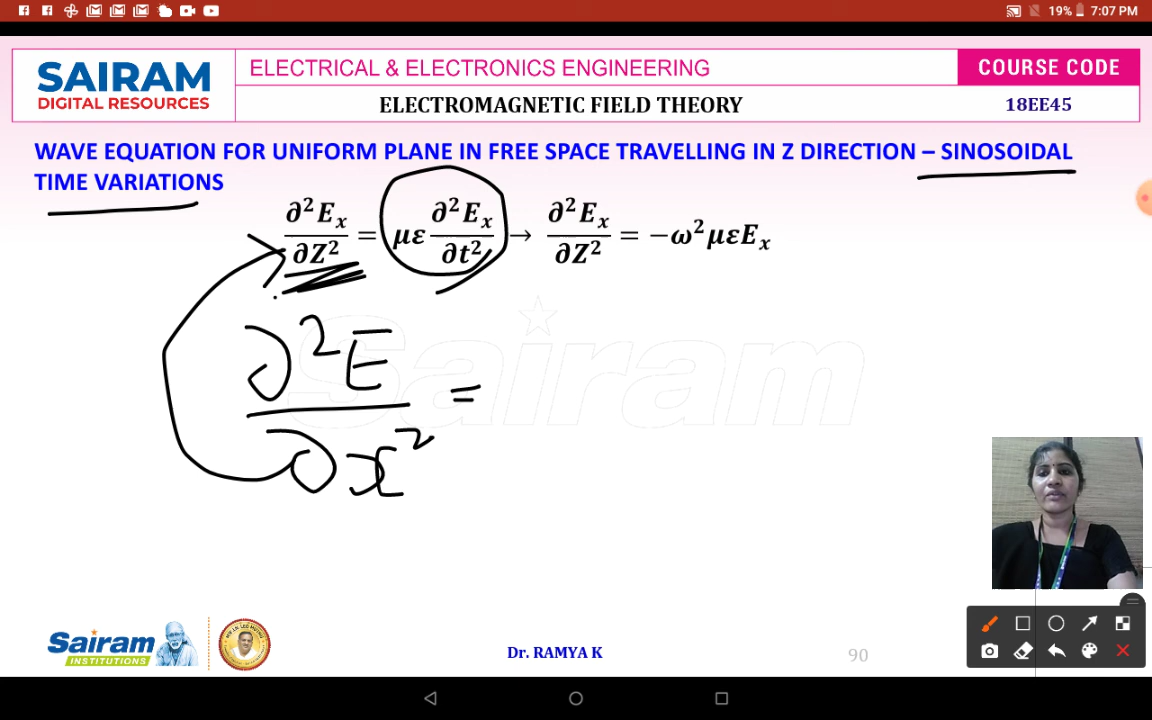 19% 7:07 PM
SAIRAM
DIGITAL RESOURCES
ELECTRICAL & ELECTRONICS ENGINEERING
COURSE CODE
ELECTROMAGNETIC FIELD THEORY
18EE45
WAVE EQUATION FOR UNIFORM PLANE IN FREE SPACE TRAVELLING IN Z DIRECTION – SINOSOIDAL
TIME VARIATIONS
∂²Eₓ/∂Z² = με ∂²Eₓ/∂t² → ∂²Eₓ/∂Z² = −ω²μεEₓ
∂²E/∂x² =
Sairam
Sairam
INSTITUTIONS
Dr. RAMYA K
90